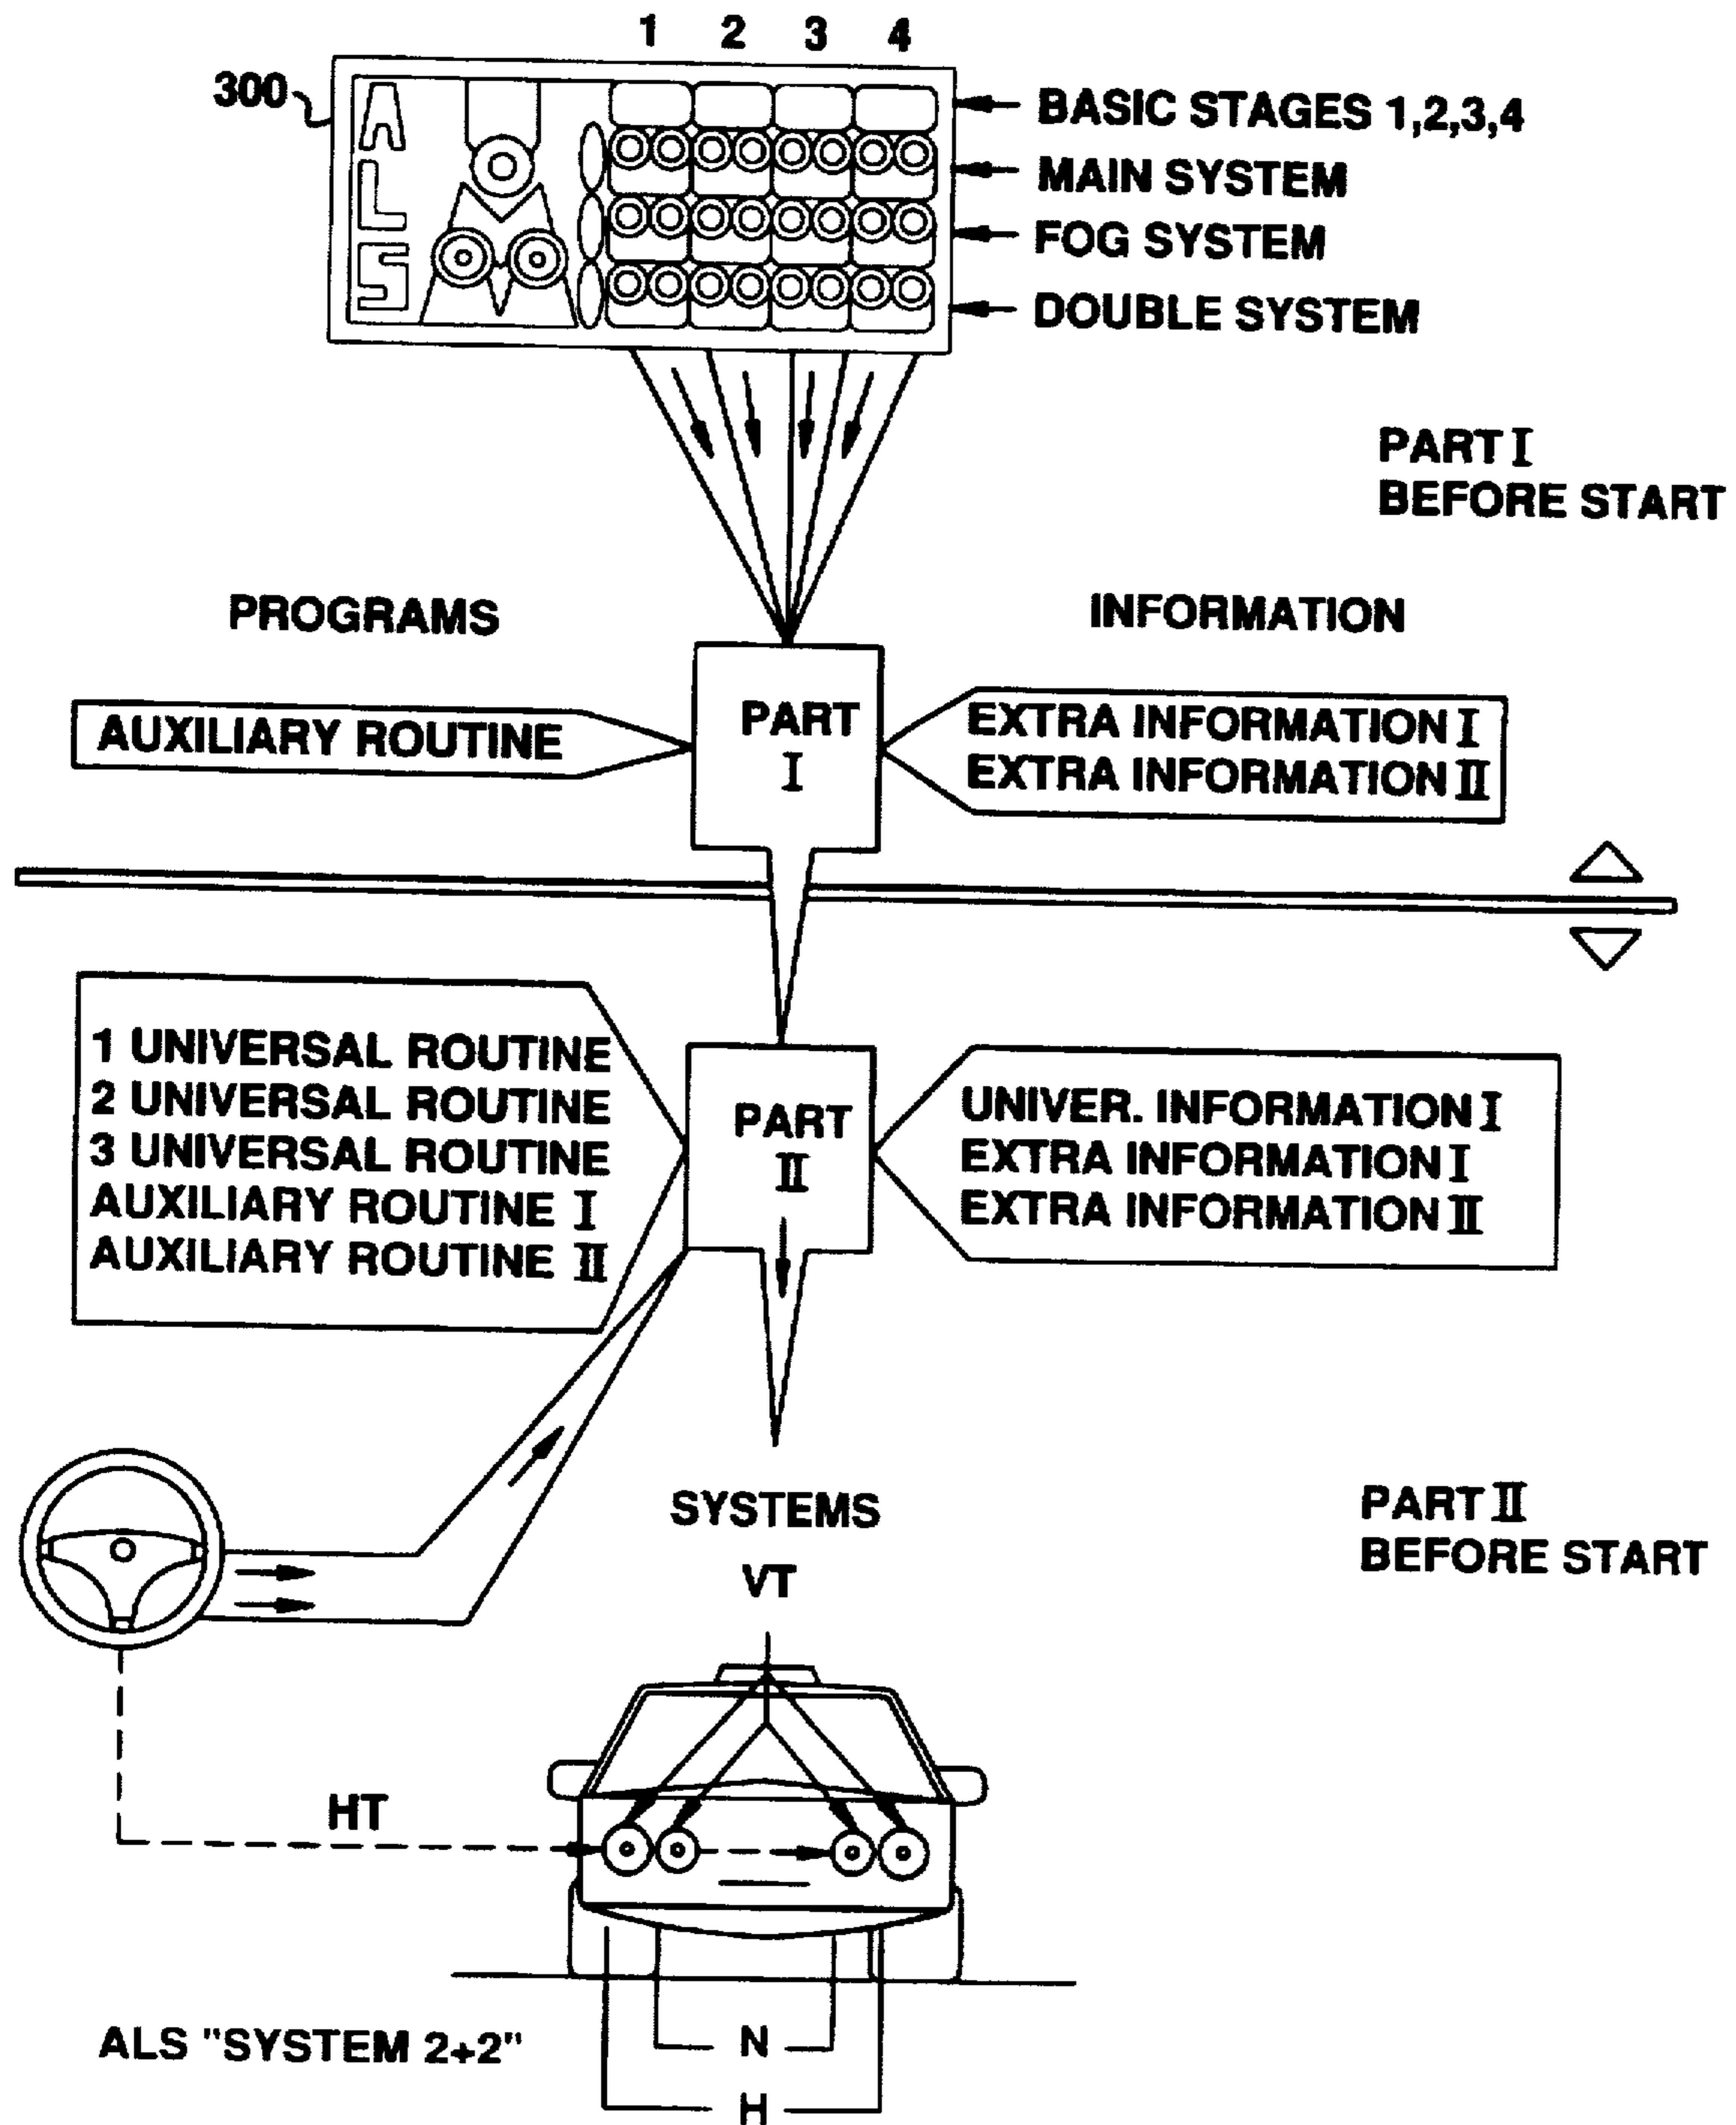 1 2 3 4
300
A
L
S
BASIC STAGES 1,2,3,4
MAIN SYSTEM
FOG SYSTEM
DOUBLE SYSTEM
PART I
BEFORE START
PROGRAMS
INFORMATION
AUXILIARY ROUTINE
PART
I
EXTRA INFORMATION I
EXTRA INFORMATION II
1 UNIVERSAL ROUTINE
2 UNIVERSAL ROUTINE
3 UNIVERSAL ROUTINE
AUXILIARY ROUTINE I
AUXILIARY ROUTINE II
PART
II
UNIVER. INFORMATION I
EXTRA INFORMATION I
EXTRA INFORMATION II
SYSTEMS
VT
PART II
BEFORE START
HT
ALS "SYSTEM 2+2"
N
H